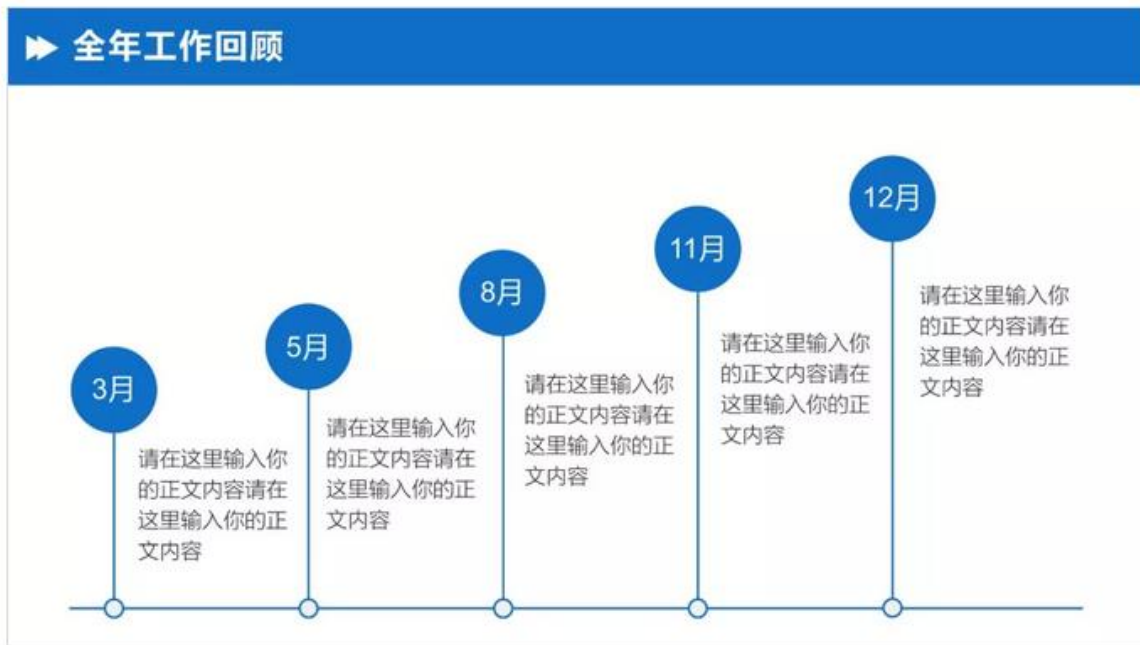 全年工作回顾
3月
请在这里输入你
的正文内容请在
这里输入你的正
文内容
5月
请在这里输入你
的正文内容请在
这里输入你的正
文内容
8月
请在这里输入你
的正文内容请在
这里输入你的正
文内容
11月
请在这里输入你
的正文内容请在
这里输入你的正
文内容
12月
请在这里输入你
的正文内容请在
这里输入你的正
文内容